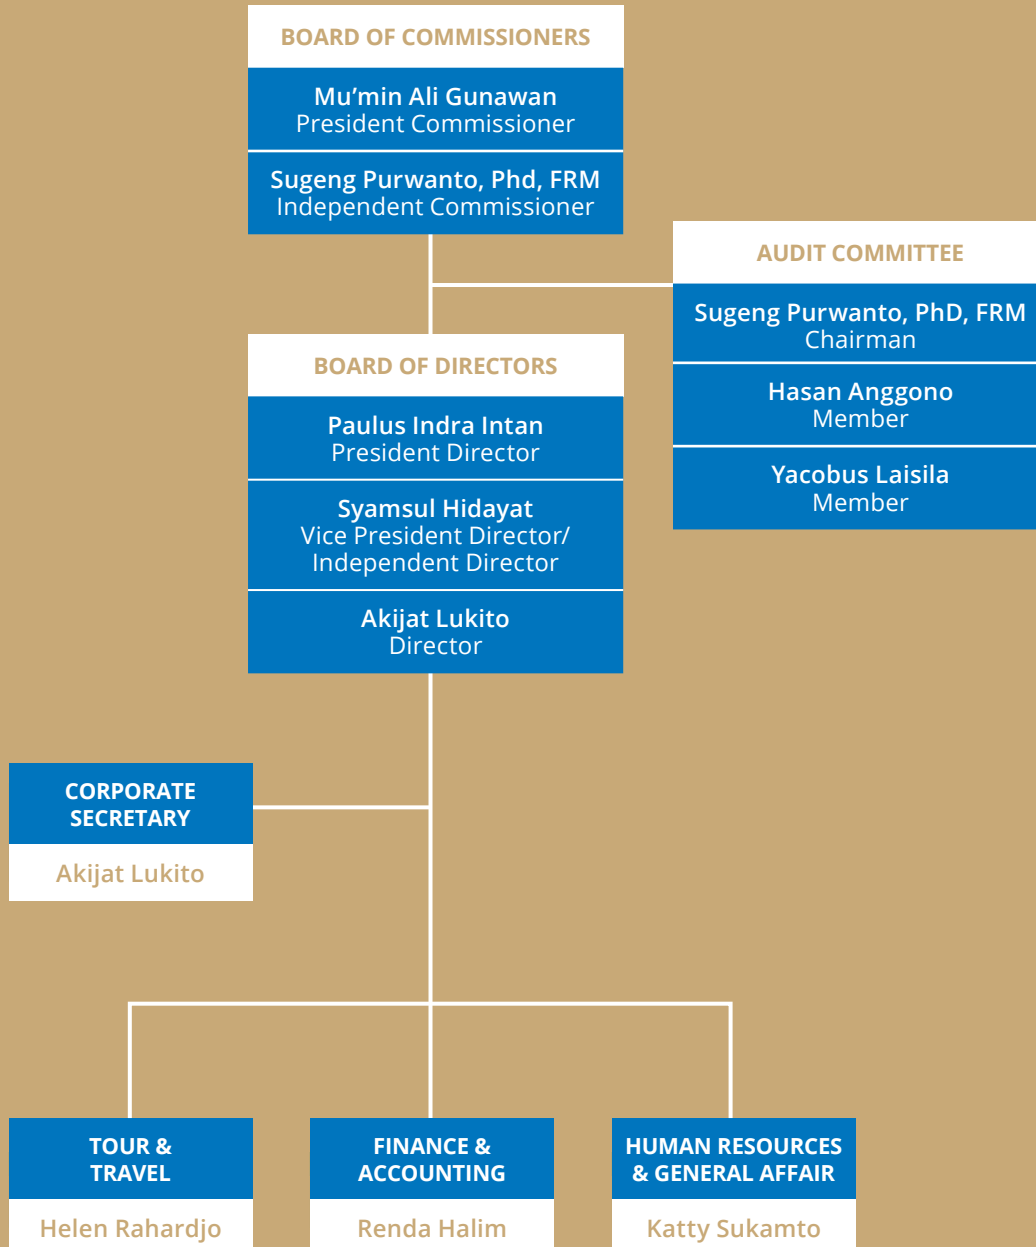 BOARD OF COMMISSIONERS
Mu’min Ali Gunawan
President Commissioner
Sugeng Purwanto, Phd, FRM
Independent Commissioner
AUDIT COMMITTEE
Sugeng Purwanto, PhD, FRM
Chairman
Hasan Anggono
Member
Yacobus Laisila
Member
BOARD OF DIRECTORS
Paulus Indra Intan
President Director
Syamsul Hidayat
Vice President Director/
Independent Director
Akijat Lukito
Director
CORPORATE
SECRETARY
Akijat Lukito
TOUR &
TRAVEL
Helen Rahardjo
FINANCE &
ACCOUNTING
Renda Halim
HUMAN RESOURCES
& GENERAL AFFAIR
Katty Sukamto